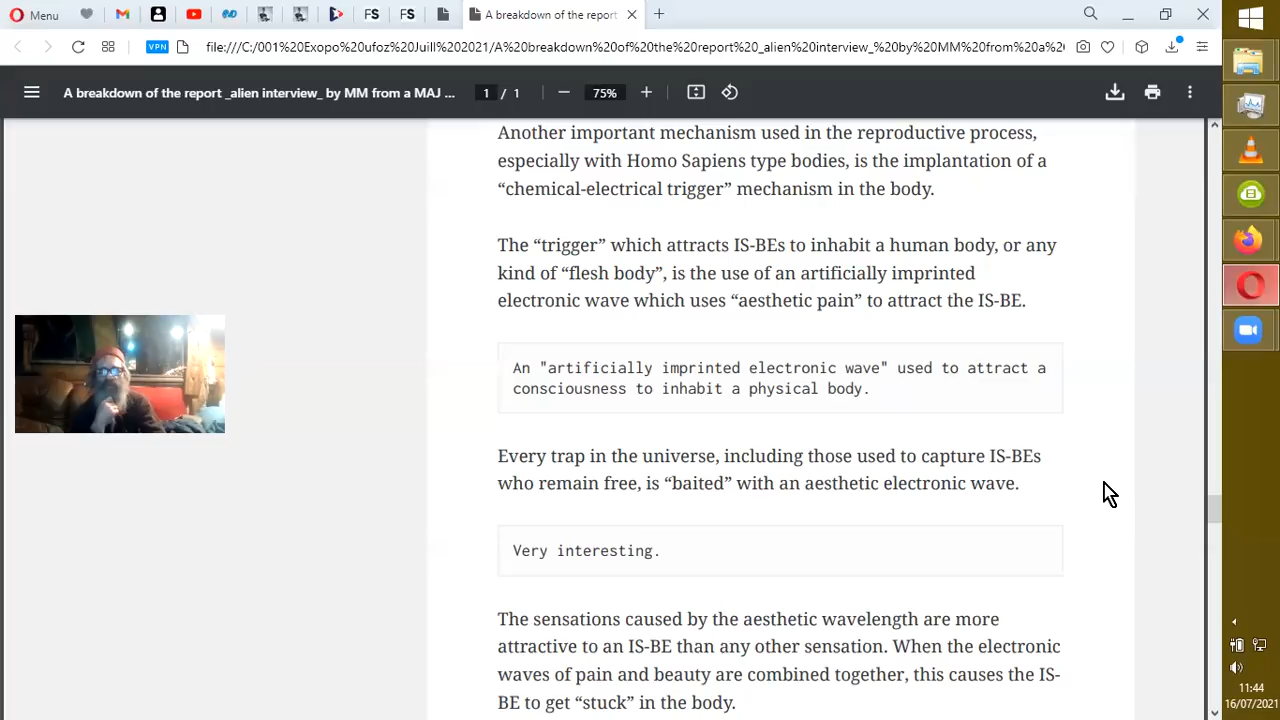 Menu
FS
FS
A breakdown of the report
VPN
file:///C:/001%20Exopo%20ufoz%20Juill%202021/A%20breakdown%20of%20the%20report%20_alien%20interview_%20by%20MM%20from%20a%2
A breakdown of the report _alien interview_ by MM from a MAJ ...
1 / 1
75%
Another important mechanism used in the reproductive process,
especially with Homo Sapiens type bodies, is the implantation of a
“chemical-electrical trigger” mechanism in the body.
The “trigger” which attracts IS-BEs to inhabit a human body, or any
kind of “flesh body”, is the use of an artificially imprinted
electronic wave which uses “aesthetic pain” to attract the IS-BE.
An "artificially imprinted electronic wave" used to attract a
consciousness to inhabit a physical body.
Every trap in the universe, including those used to capture IS-BEs
who remain free, is “baited” with an aesthetic electronic wave.
Very interesting.
The sensations caused by the aesthetic wavelength are more
attractive to an IS-BE than any other sensation. When the electronic
waves of pain and beauty are combined together, this causes the IS-
BE to get “stuck” in the body.
11:44
16/07/2021